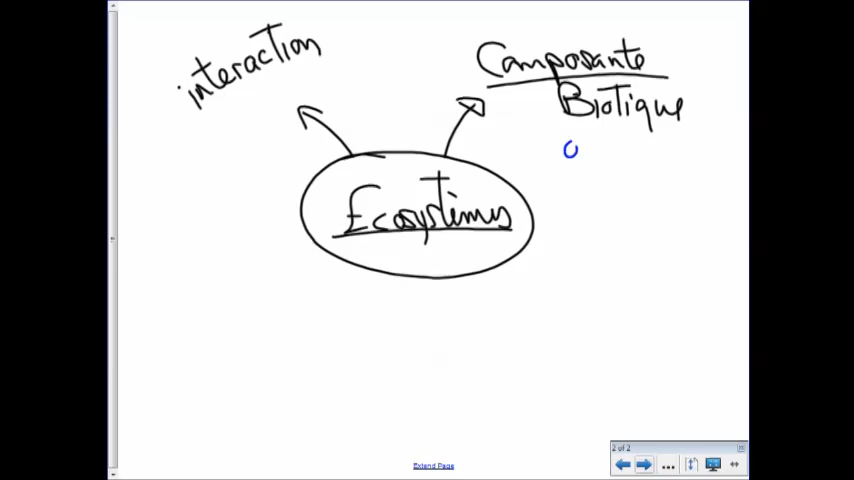 interaction
Composante
Biotique
Ecosystèmes
Extend Page
2 of 2